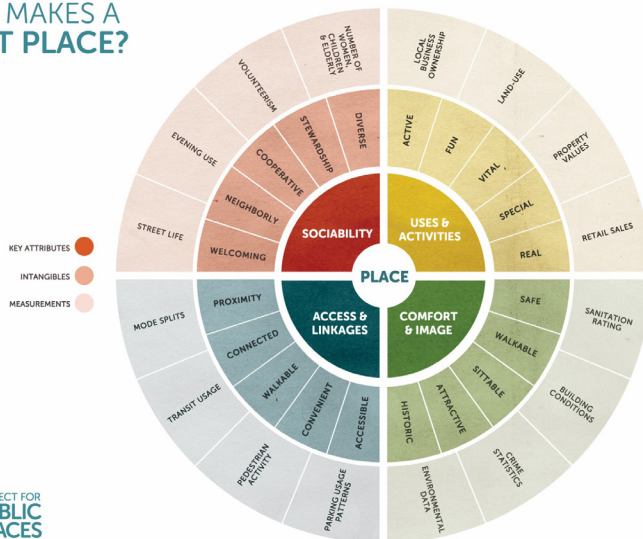 MAKES A
T PLACE?
KEY ATTRIBUTES
INTANGIBLES
MEASUREMENTS
PLACE
SOCIABILITY
USES &
ACTIVITIES
ACCESS &
LINKAGES
COMFORT
& IMAGE
WELCOMING
NEIGHBORLY
COOPERATIVE
STEWARDSHIP
DIVERSE
ACTIVE
FUN
VITAL
SPECIAL
REAL
SAFE
WALKABLE
SITTABLE
ATTRACTIVE
HISTORIC
ACCESSIBLE
CONVENIENT
WALKABLE
CONNECTED
PROXIMITY
STREET LIFE
EVENING USE
VOLUNTEERISM
NUMBER OF
WOMEN,
CHILDREN
& ELDERLY
LOCAL
BUSINESS
OWNERSHIP
LAND-USE
PROPERTY
VALUES
RETAIL SALES
SANITATION
RATING
BUILDING
CONDITIONS
CRIME
STATISTICS
ENVIRONMENTAL
DATA
PARKING USAGE
PATTERNS
PEDESTRIAN
ACTIVITY
TRANSIT USAGE
MODE SPLITS
ECT FOR
BLIC
ACES